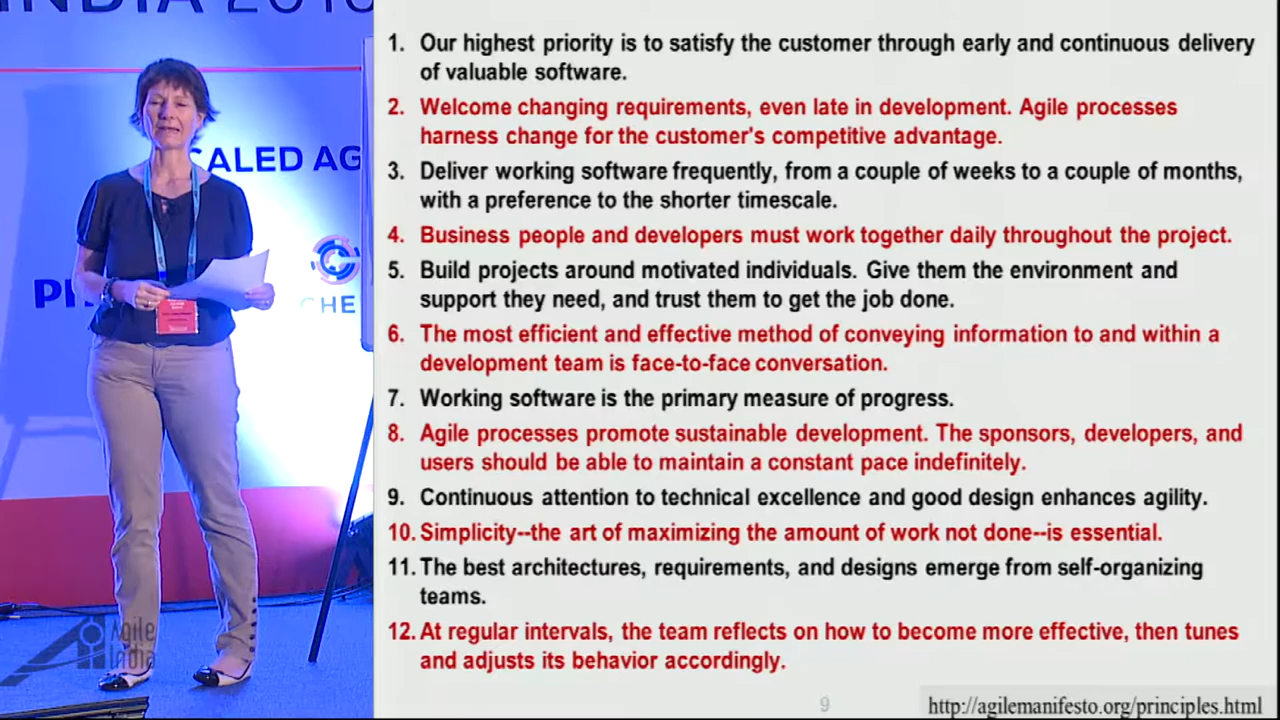 INDIA 2016
CALED AG
CHE
Agile
India
1. Our highest priority is to satisfy the customer through early and continuous delivery
of valuable software.
2. Welcome changing requirements, even late in development. Agile processes
harness change for the customer's competitive advantage.
3. Deliver working software frequently, from a couple of weeks to a couple of months,
with a preference to the shorter timescale.
4. Business people and developers must work together daily throughout the project.
5. Build projects around motivated individuals. Give them the environment and
support they need, and trust them to get the job done.
6. The most efficient and effective method of conveying information to and within a
development team is face-to-face conversation.
7. Working software is the primary measure of progress.
8. Agile processes promote sustainable development. The sponsors, developers, and
users should be able to maintain a constant pace indefinitely.
9. Continuous attention to technical excellence and good design enhances agility.
10. Simplicity--the art of maximizing the amount of work not done--is essential.
11. The best architectures, requirements, and designs emerge from self-organizing
teams.
12. At regular intervals, the team reflects on how to become more effective, then tunes
and adjusts its behavior accordingly.
9
http://agilemanifesto.org/principles.html